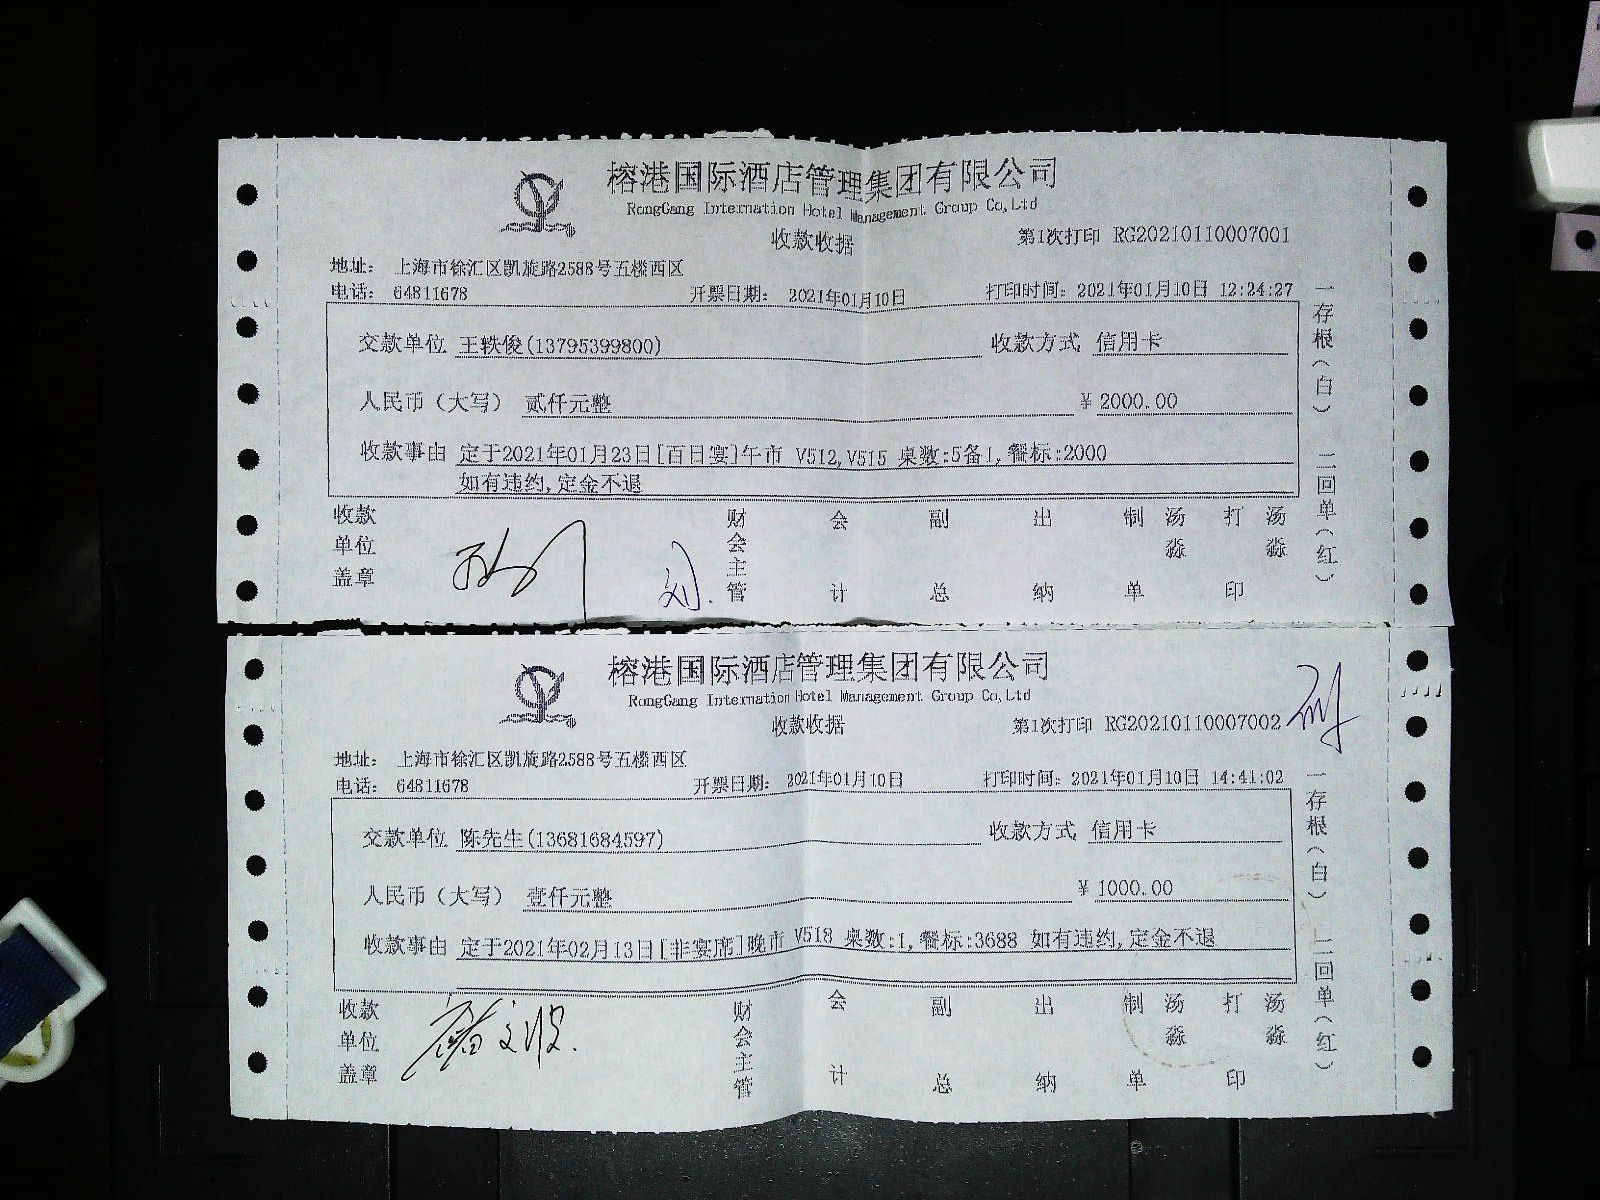 榕港国际酒店管理集团有限公司
RongGang Internation Hotel Management Group Co,Ltd
收款收据
第1次打印 RG20210110007001
地址： 上海市徐汇区凯旋路2588号五楼西区
电话： 64811678 开票日期： 2021年01月10日 打印时间：2021年01月10日 12:24:27
交款单位 王轶俊(13795399800) 收款方式 信用卡
人民币（大写） 贰仟元整 ￥ 2000.00
收款事由 定于2021年01月23日[百日宴]午市 V512,V515 桌数:5备1,餐标:2000
如有违约,定金不退
收款单位盖章 财会主管 会计 副总 出纳 制单 汤淼 打印 汤淼
一存根（白） 二回单（红）
刘
榕港国际酒店管理集团有限公司
RongGang Internation Hotel Management Group Co,Ltd
收款收据
第1次打印 RG20210110007002
地址： 上海市徐汇区凯旋路2588号五楼西区
电话： 64811678 开票日期： 2021年01月10日 打印时间：2021年01月10日 14:41:02
交款单位 陈先生(13681684597) 收款方式 信用卡
人民币（大写） 壹仟元整 ￥ 1000.00
收款事由 定于2021年02月13日[非宴席]晚市 V518 桌数:1,餐标:3688 如有违约,定金不退
收款单位盖章 财会主管 会计 副总 出纳 制单 汤淼 打印 汤淼
一存根（白） 二回单（红）